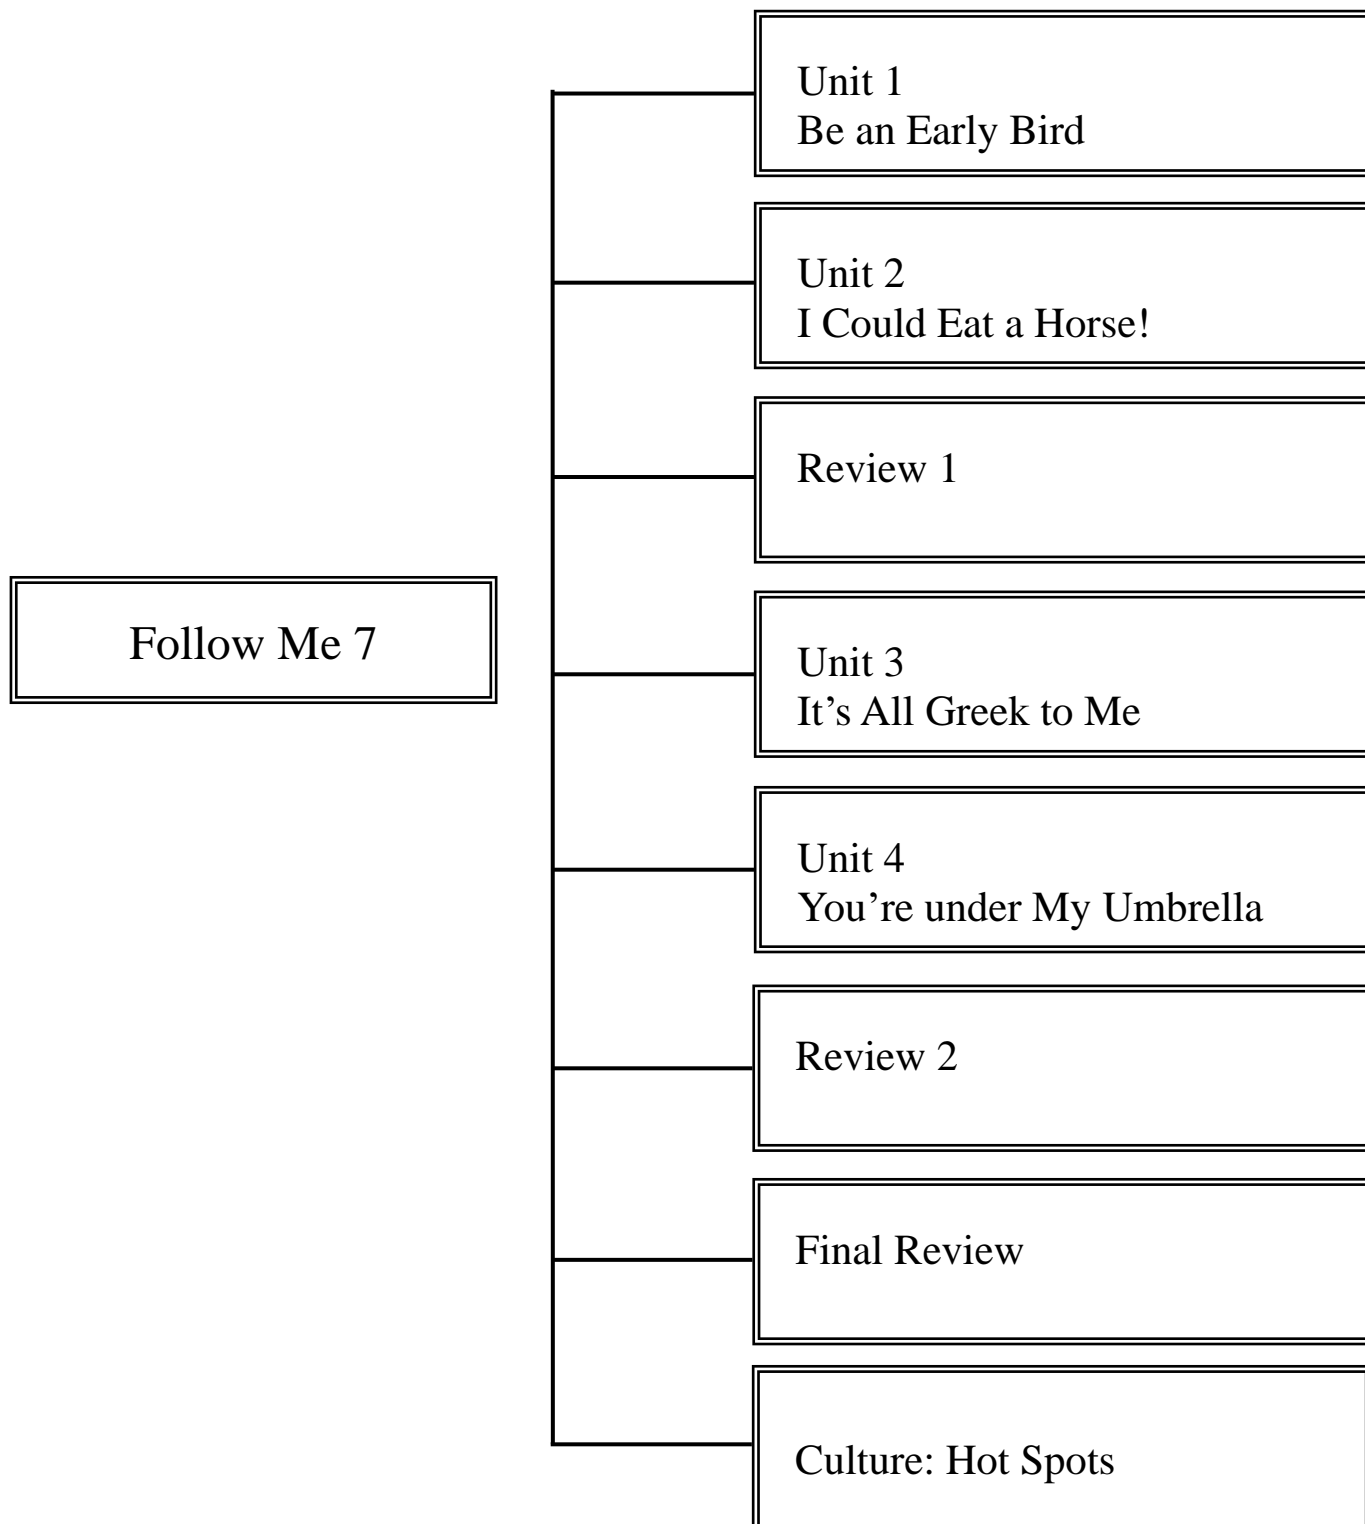 Follow Me 7
Unit 1
Be an Early Bird
Unit 2
I Could Eat a Horse!
Review 1
Unit 3
It’s All Greek to Me
Unit 4
You’re under My Umbrella
Review 2
Final Review
Culture: Hot Spots